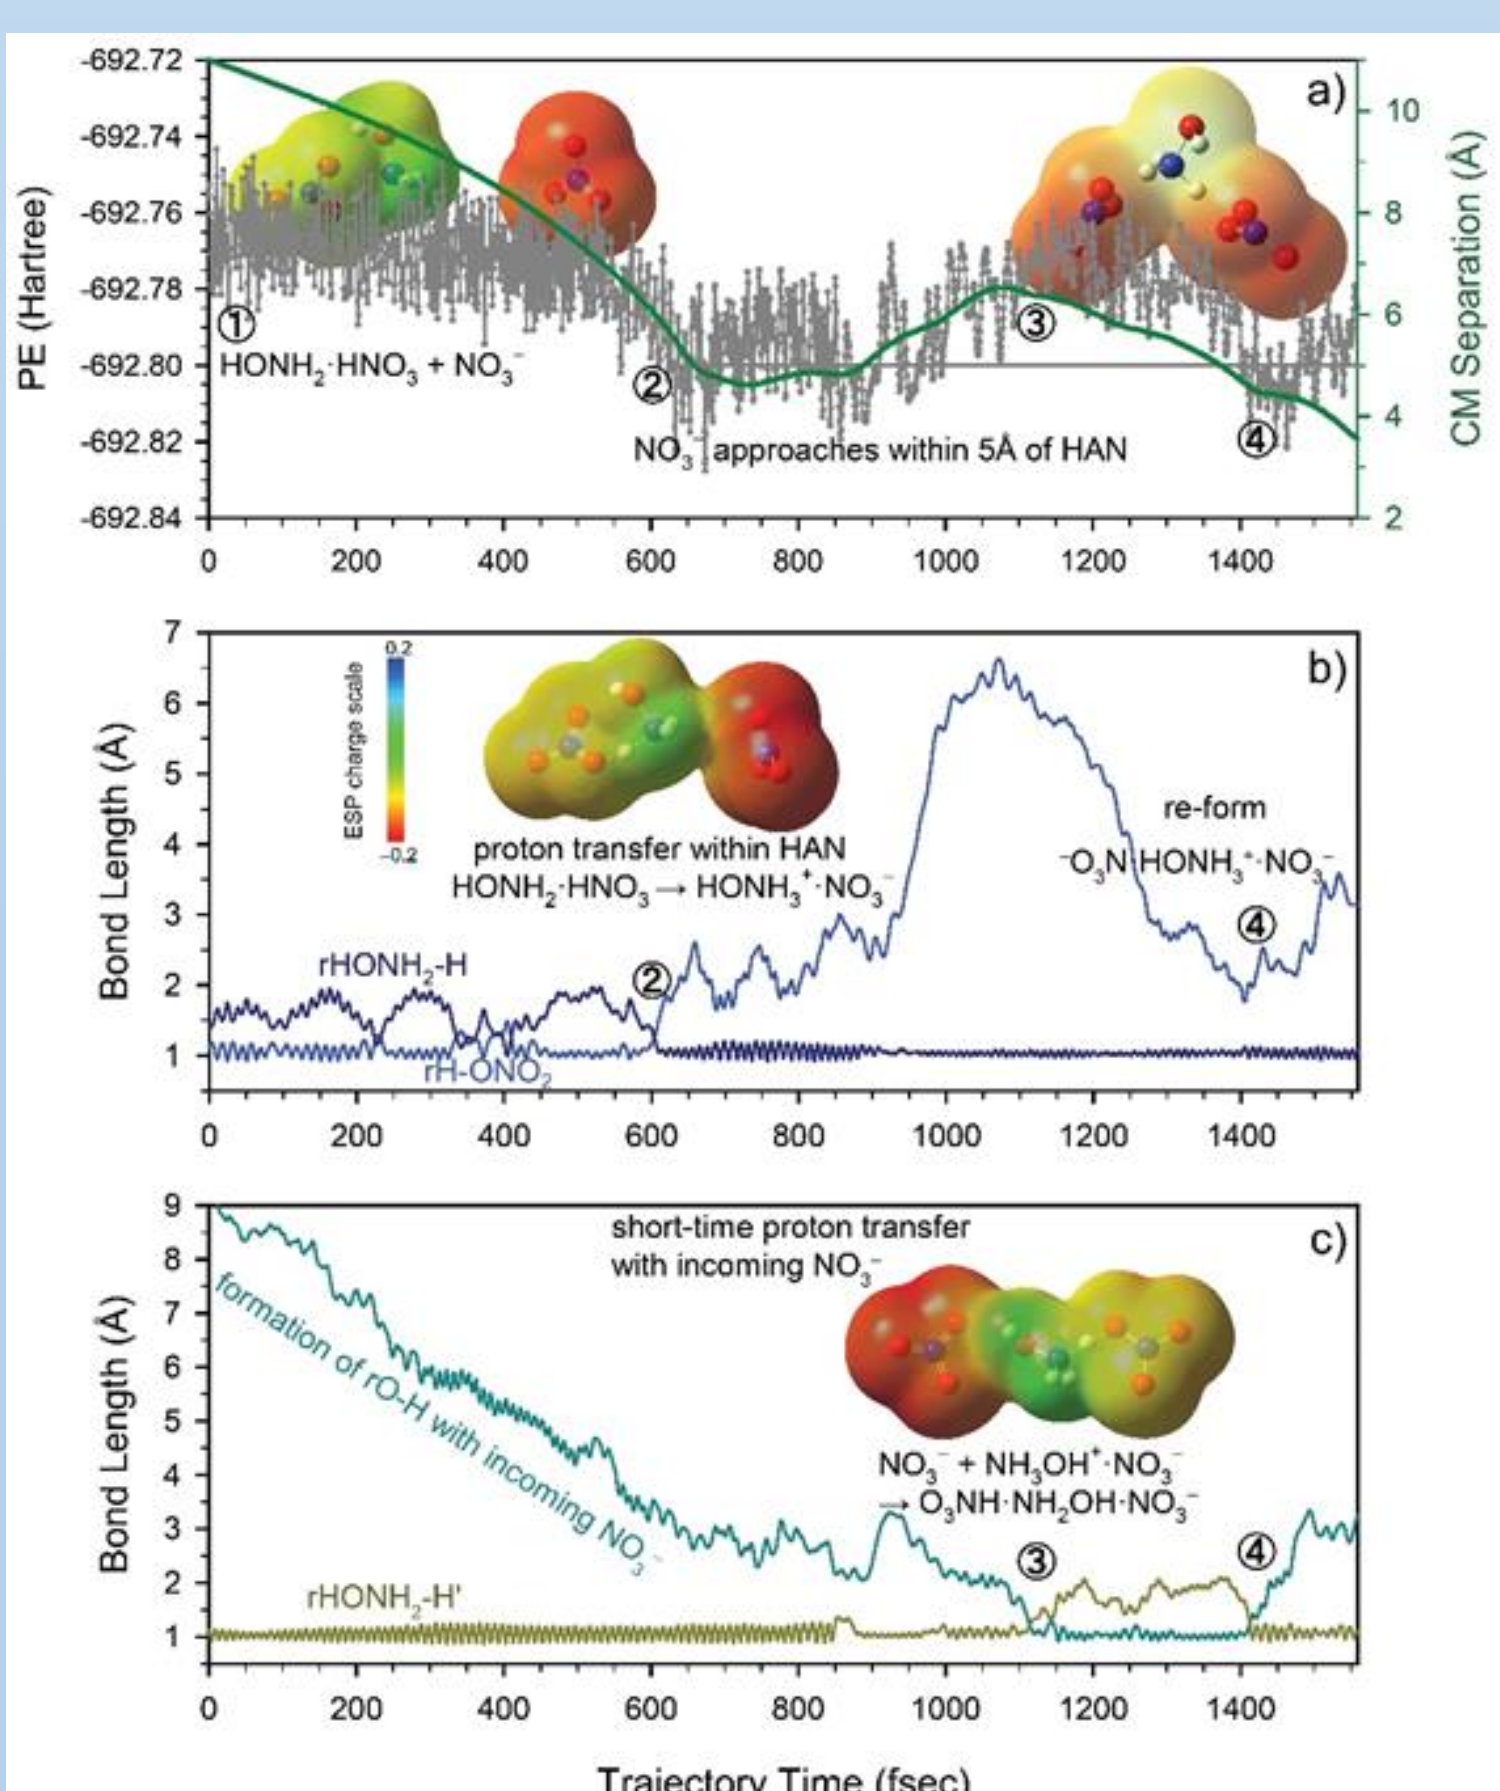 -692.72
-692.74
-692.76
-692.78
-692.80
-692.82
-692.84
PE (Hartree)
a)
10
8
6
4
2
CM Separation (Å)
①
HONH₂·HNO₃ + NO₃⁻
②
③
④
NO₃⁻ approaches within 5Å of HAN
0 200 400 600 800 1000 1200 1400
7
6
5
4
3
2
1
Bond Length (Å)
b)
ESP charge scale
0.2
−0.2
proton transfer within HAN
HONH₂·HNO₃ → HONH₃⁺·NO₃⁻
re-form
⁻O₃N·HONH₃⁺·NO₃⁻
④
rHONH₂-H
②
rH-ONO₂
0 200 400 600 800 1000 1200 1400
9
8
7
6
5
4
3
2
1
Bond Length (Å)
short-time proton transfer
with incoming NO₃⁻
c)
formation of rO-H with incoming NO₃⁻
NO₃⁻ + NH₃OH⁺·NO₃⁻
→ O₃NH·NH₂OH·NO₃⁻
③
④
rHONH₂-H'
0 200 400 600 800 1000 1200 1400
Trajectory Time (fsec)